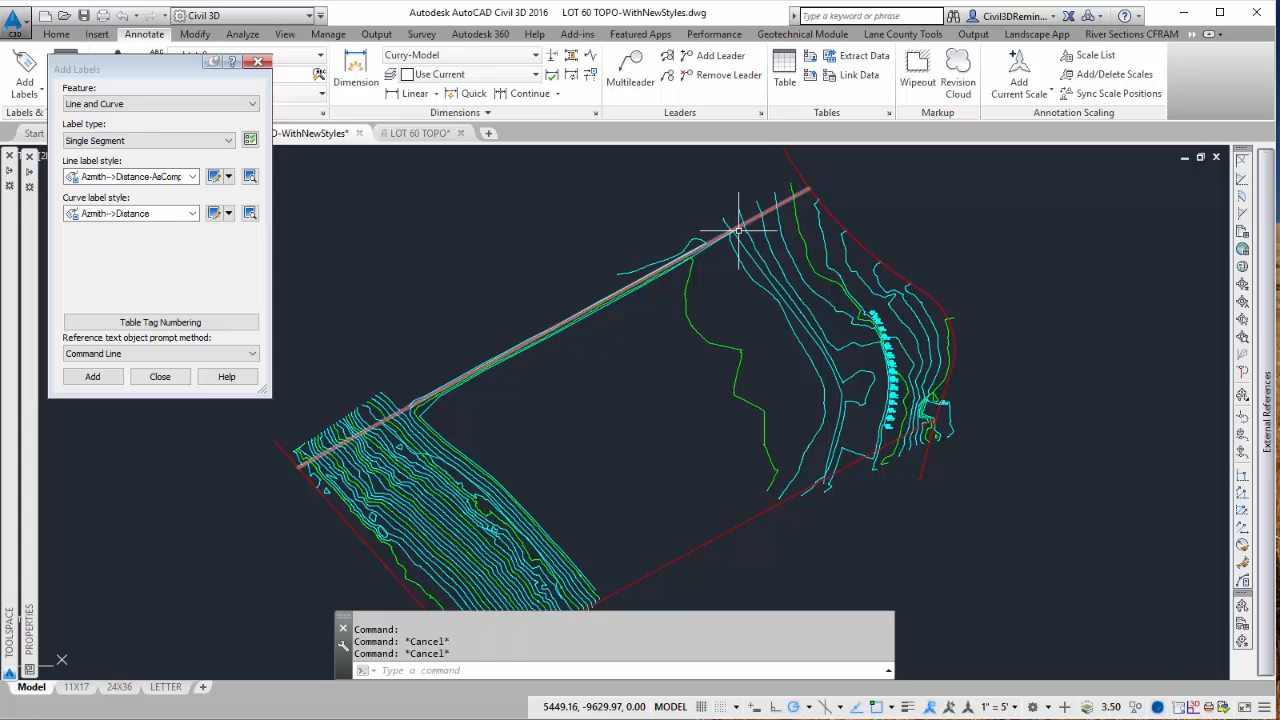 Civil 3D
Autodesk AutoCAD Civil 3D 2016 LOT 60 TOPO-WithNewStyles.dwg
Type a keyword or phrase
Civil3DRemin...
C3D
Home
Insert
Annotate
Modify
Analyze
View
Manage
Output
Survey
Autodesk 360
Help
Add-ins
Featured Apps
Performance
Geotechnical Module
Lane County Tools
Output
Landscape App
River Sections CFRAM
Add
Labels
Labels &
Dimension
Curry-Model
Use Current
Linear
Quick
Continue
Dimensions
Multileader
Add Leader
Remove Leader
Leaders
Table
Extract Data
Link Data
Tables
Wipeout
Revision
Cloud
Markup
Add
Current Scale
Scale List
Add/Delete Scales
Sync Scale Positions
Annotation Scaling
Start
O-WithNewStyles*
LOT 60 TOPO*
Add Labels
Feature:
Line and Curve
Label type:
Single Segment
Line label style:
Azmith-->Distance-AsComp
Curve label style:
Azmith-->Distance
Table Tag Numbering
Reference text object prompt method:
Command Line
Add
Close
Help
TOOLSPACE
PROPERTIES
External References
Command:
Command: *Cancel*
Command: *Cancel*
Type a command
Model
11X17
24X36
LETTER
5449.16, -9629.97, 0.00
MODEL
1" = 5'
3.50